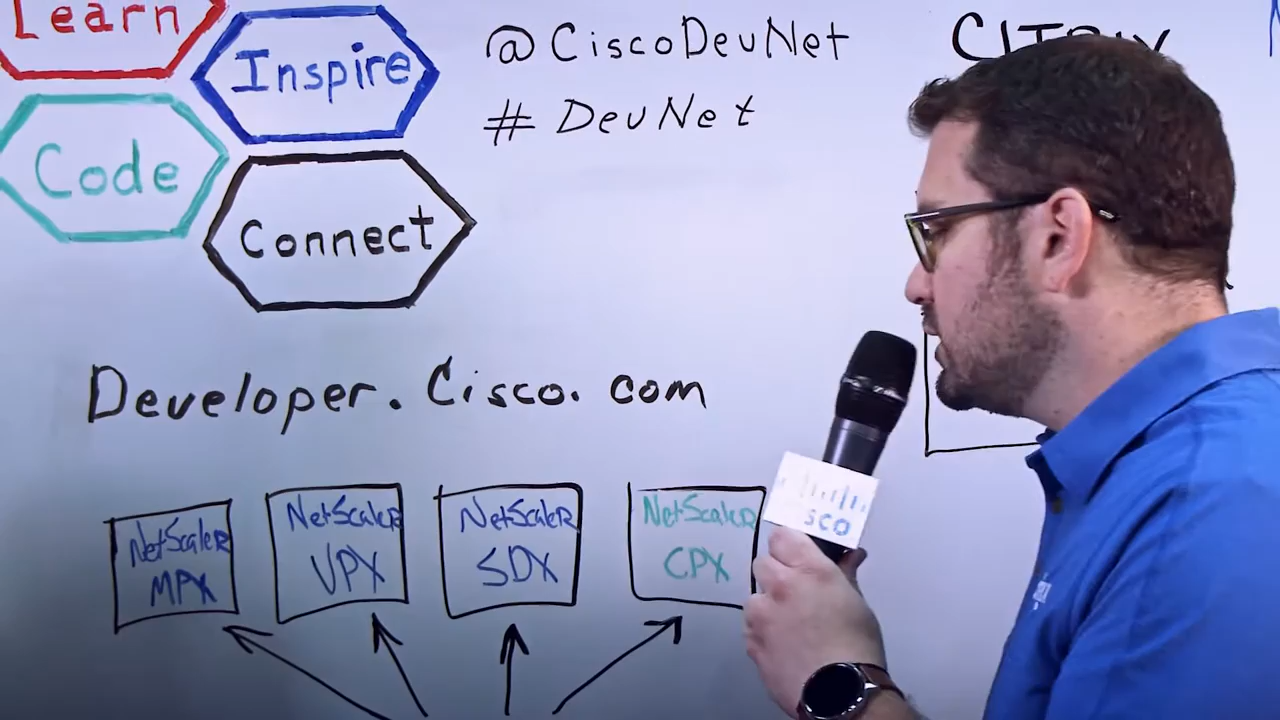 Learn
Inspire
Code
Connect
@CiscoDevNet
# DevNet
Developer.Cisco.com
NetScaler
MPX
NetScaler
VPX
NetScaler
SDX
NetScaler
CPX